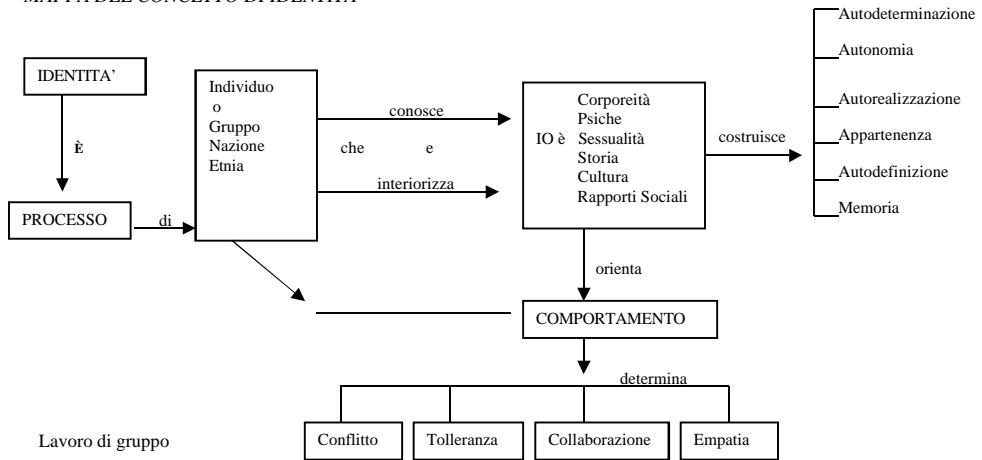 MAPPA DEL CONCETTO DI IDENTITA'
IDENTITA'
È
PROCESSO
di
Individuo
o
Gruppo
Nazione
Etnia
conosce
che e
interiorizza
Corporeità
Psiche
IO è Sessualità
Storia
Cultura
Rapporti Sociali
costruisce
Autodeterminazione
Autonomia
Autorealizzazione
Appartenenza
Autodefinizione
Memoria
orienta
COMPORTAMENTO
determina
Conflitto
Tolleranza
Collaborazione
Empatia
Lavoro di gruppo